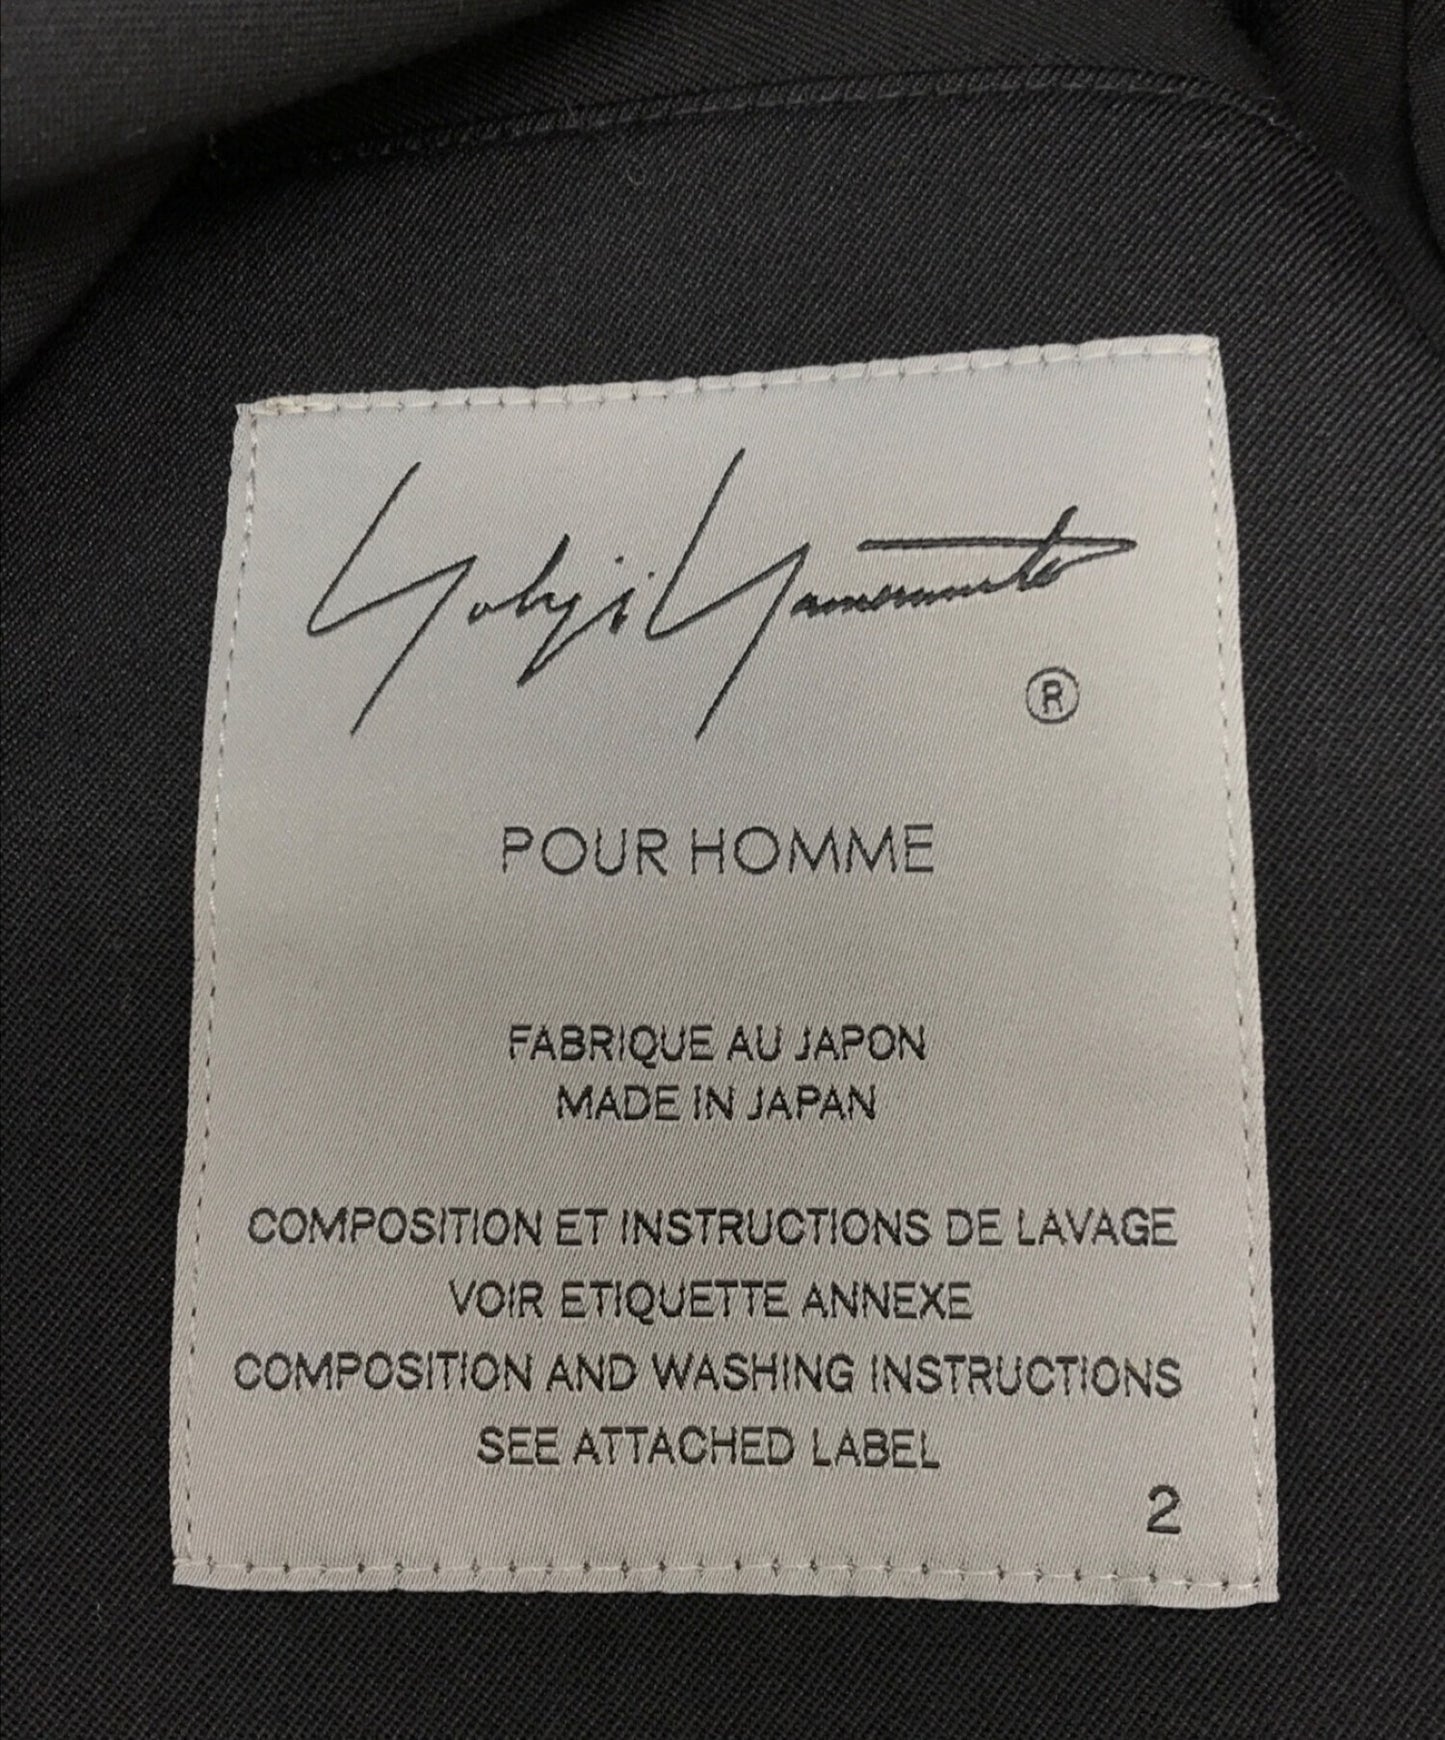 Yohji Yamamoto
®
POUR HOMME
FABRIQUE AU JAPON
MADE IN JAPAN
COMPOSITION ET INSTRUCTIONS DE LAVAGE
VOIR ETIQUETTE ANNEXE
COMPOSITION AND WASHING INSTRUCTIONS
SEE ATTACHED LABEL
2